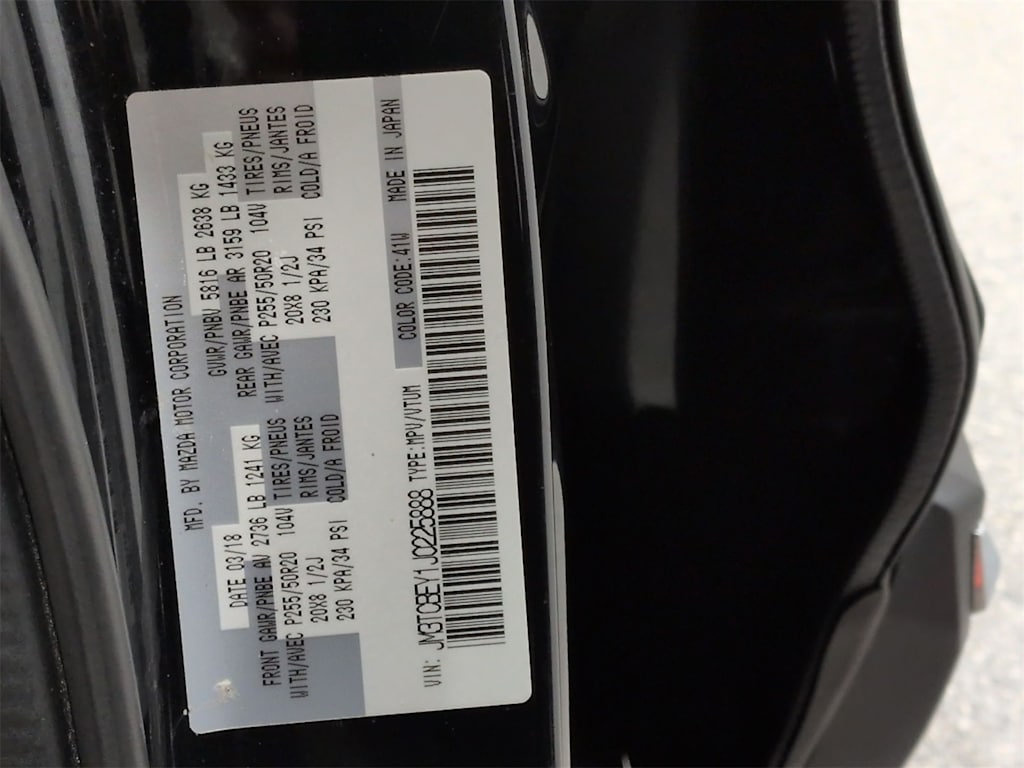 MFD. BY MAZDA MOTOR CORPORATION
DATE 03/18 GVWR/PNBV 5816 LB 2638 KG
FRONT GAWR/PNBE AV 2736 LB 1241 KG REAR GAWR/PNBE AR 3159 LB 1433 KG
WITH/AVEC P255/50R20 104V TIRES/PNEUS WITH/AVEC P255/50R20 104V TIRES/PNEUS
20X8 1/2J RIMS/JANTES 20X8 1/2J RIMS/JANTES
230 KPA/34 PSI COLD/A FROID 230 KPA/34 PSI COLD/A FROID
COLOR CODE:41W MADE IN JAPAN
VIN: JM3TCBEY1J0225888 TYPE:MPV/VTUM